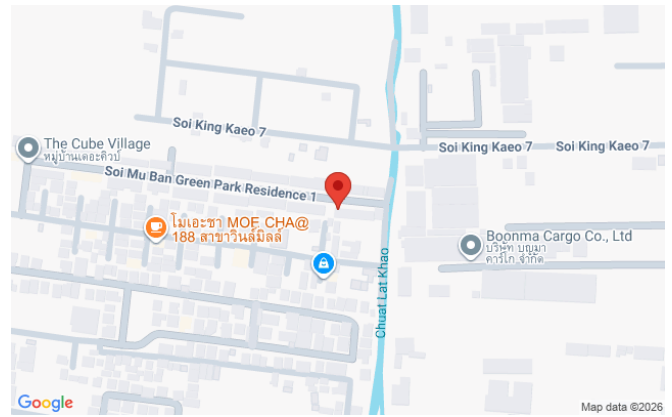 Soi King Kaeo 7
Soi King Kaeo 7
Soi King Kaeo 7
The Cube Village
หมู่บ้านเดอะคิวบ์
Soi Mu Ban Green Park Residence 1
โมเอะชา MOE CHA@
188 สาขาวินส์มิลล์
Boonma Cargo Co., Ltd
บริษัท บุญมา
คาร์โก จำกัด
Chuat Lat Khao
Google
Map data ©2026